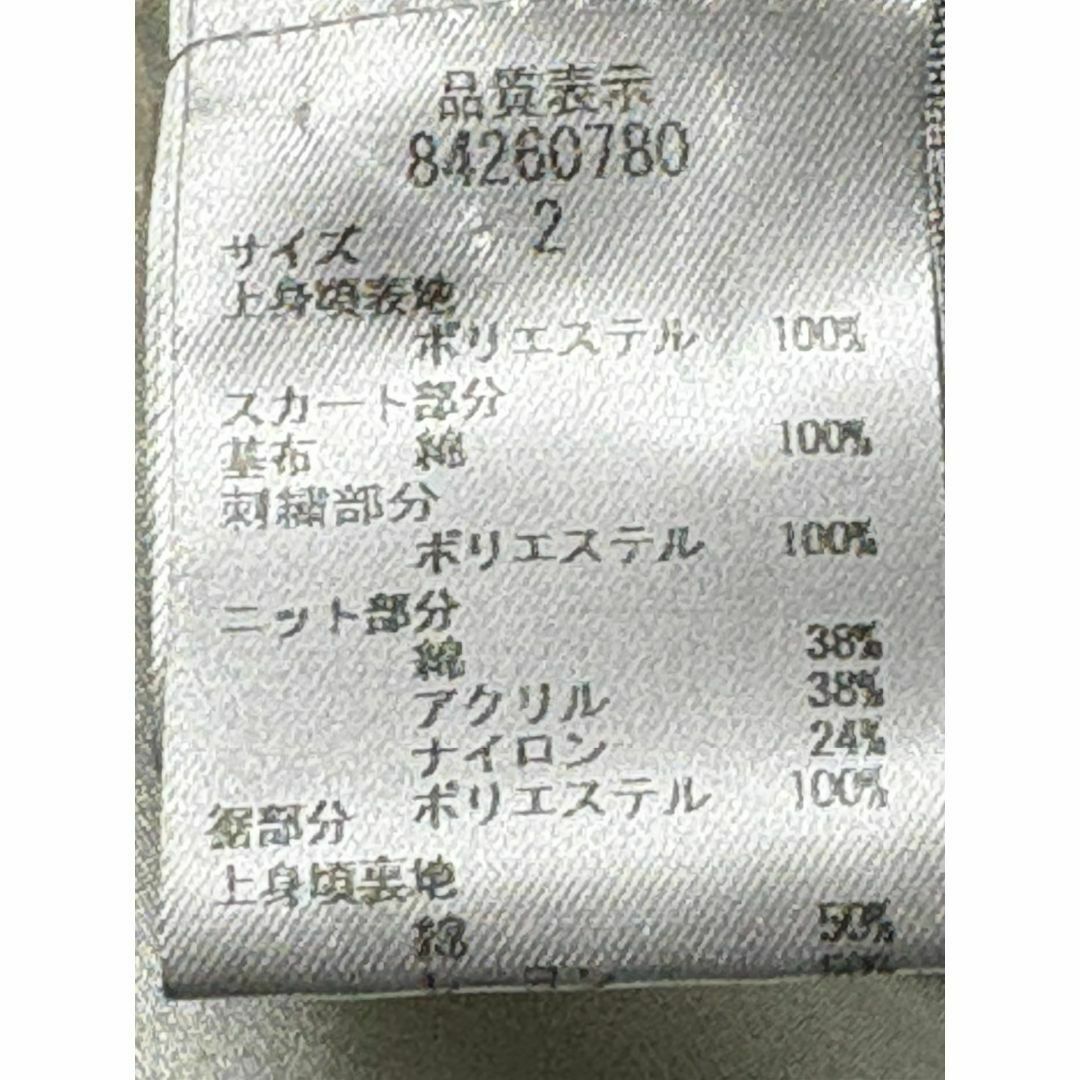 品質表示
84260780
サイズ 2
上身頃表地
ポリエステル 100%
スカート部分
基布 綿 100%
刺繍部分
ポリエステル 100%
ニット部分
綿 38%
アクリル 38%
ナイロン 24%
裾部分 ポリエステル 100%
上身頃裏地
綿 50%